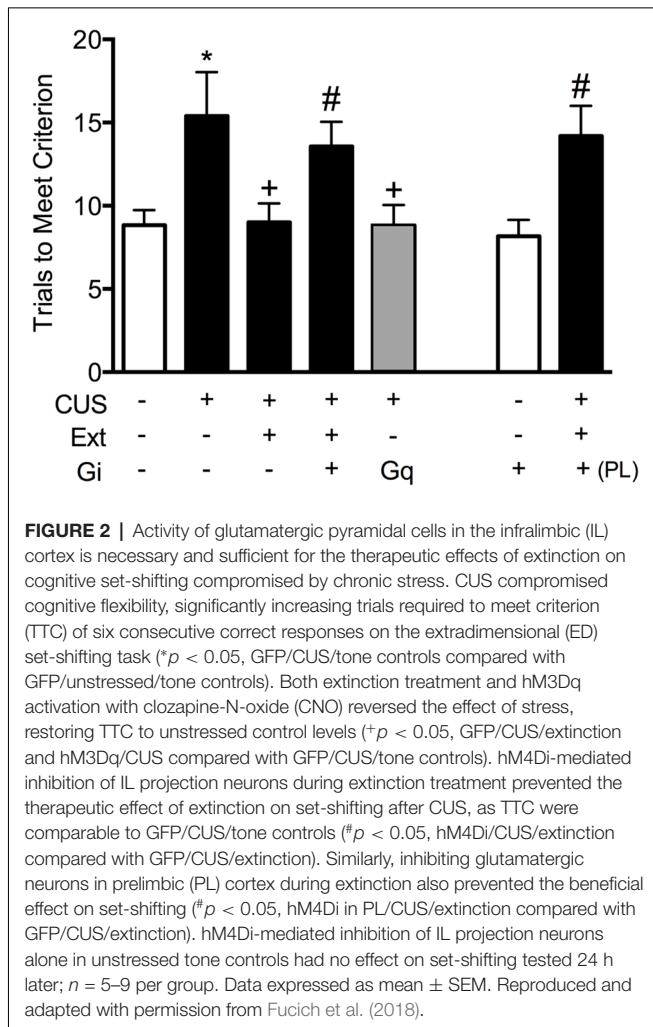 20
*
#
#
15
+
+
10
5
0
Trials to Meet Criterion
CUS - + + + + - +
Ext - - + + - - +
Gi - - - + Gq + + (PL)
FIGURE 2 | Activity of glutamatergic pyramidal cells in the infralimbic (IL)
cortex is necessary and sufficient for the therapeutic effects of extinction on
cognitive set-shifting compromised by chronic stress. CUS compromised
cognitive flexibility, significantly increasing trials required to meet criterion
(TTC) of six consecutive correct responses on the extradimensional (ED)
set-shifting task (*p < 0.05, GFP/CUS/tone controls compared with
GFP/unstressed/tone controls). Both extinction treatment and hM3Dq
activation with clozapine-N-oxide (CNO) reversed the effect of stress,
restoring TTC to unstressed control levels (+p < 0.05, GFP/CUS/extinction
and hM3Dq/CUS compared with GFP/CUS/tone controls). hM4Di-mediated
inhibition of IL projection neurons during extinction treatment prevented the
therapeutic effect of extinction on set-shifting after CUS, as TTC were
comparable to GFP/CUS/tone controls (#p < 0.05, hM4Di/CUS/extinction
compared with GFP/CUS/extinction). Similarly, inhibiting glutamatergic
neurons in prelimbic (PL) cortex during extinction also prevented the beneficial
effect on set-shifting (#p < 0.05, hM4Di in PL/CUS/extinction compared with
GFP/CUS/extinction). hM4Di-mediated inhibition of IL projection neurons
alone in unstressed tone controls had no effect on set-shifting tested 24 h
later; n = 5–9 per group. Data expressed as mean ± SEM. Reproduced and
adapted with permission from Fucich et al. (2018).